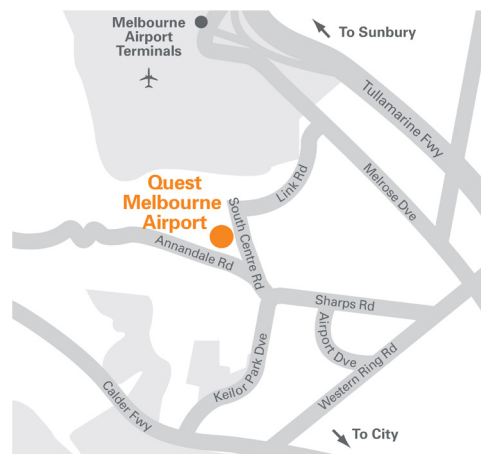 Melbourne
Airport
Terminals
To Sunbury
Tullamarine Fwy
Melrose Dve
Link Rd
Quest
Melbourne
Airport
South Centre Rd
Annandale Rd
Sharps Rd
Airport Dve
Western Ring Rd
Keilor Park Dve
Calder Fwy
To City